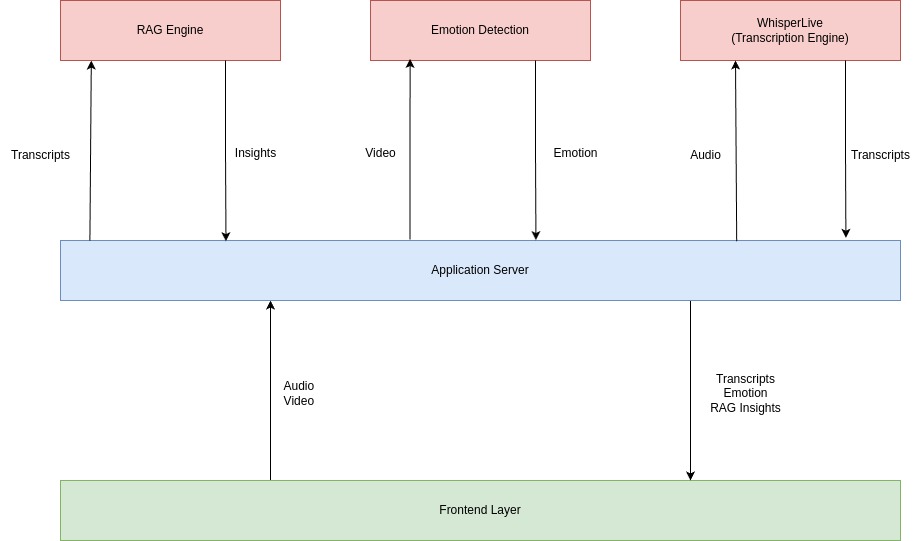 RAG Engine
Emotion Detection
WhisperLive
(Transcription Engine)
Transcripts
Insights
Video
Emotion
Audio
Transcripts
Application Server
Audio
Video
Transcripts
Emotion
RAG Insights
Frontend Layer